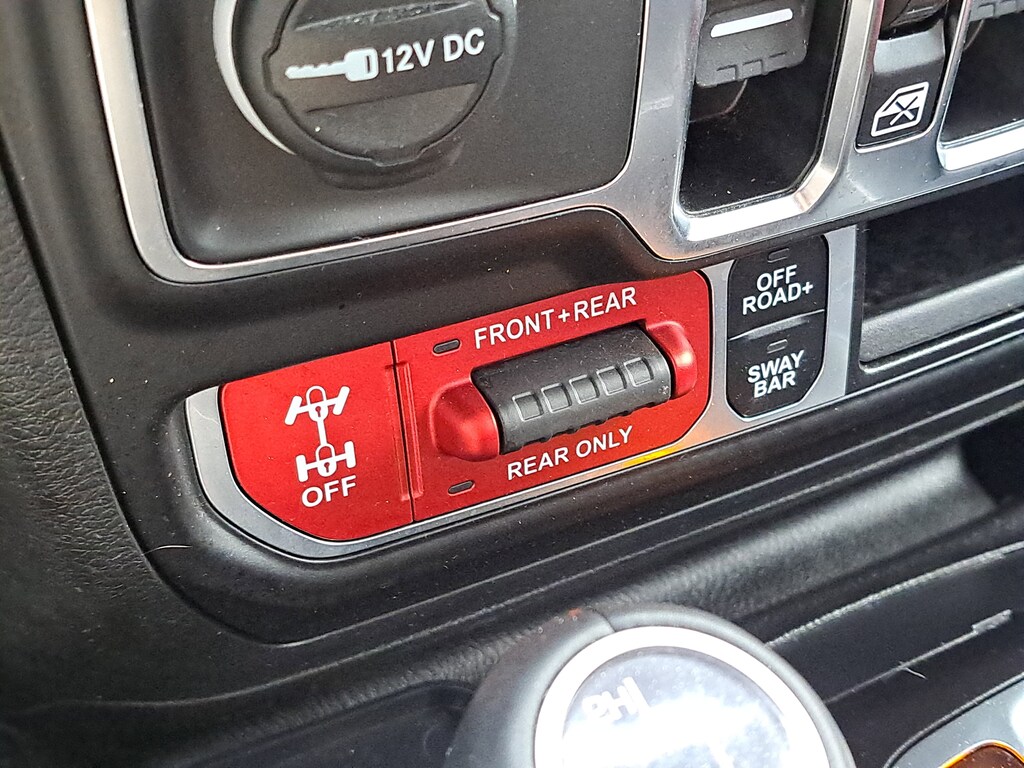 12V DC
FRONT+REAR
OFF
ROAD+
SWAY
BAR
REAR ONLY
OFF